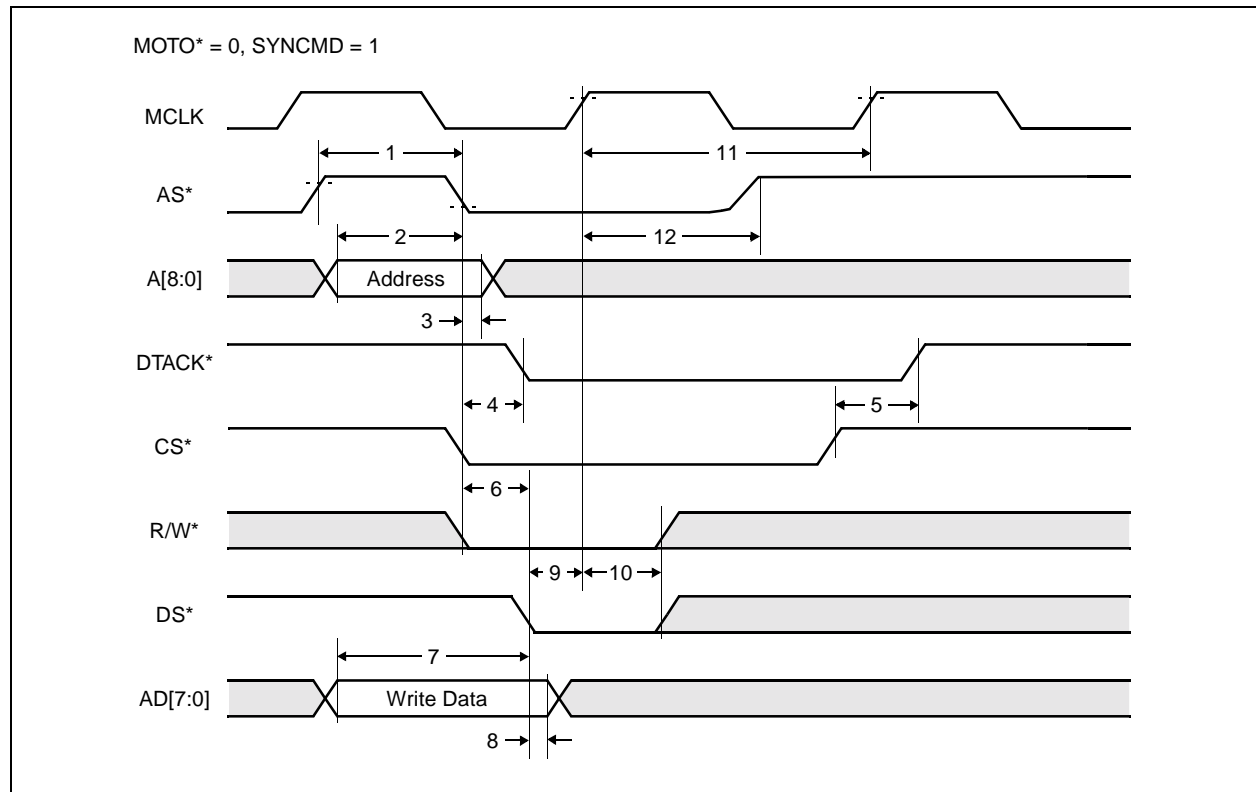 MOTO* = 0, SYNCMD = 1
MCLK
1
11
AS*
2
12
A[8:0]
Address
3
DTACK*
4
5
CS*
6
R/W*
9
10
DS*
7
AD[7:0]
Write Data
8